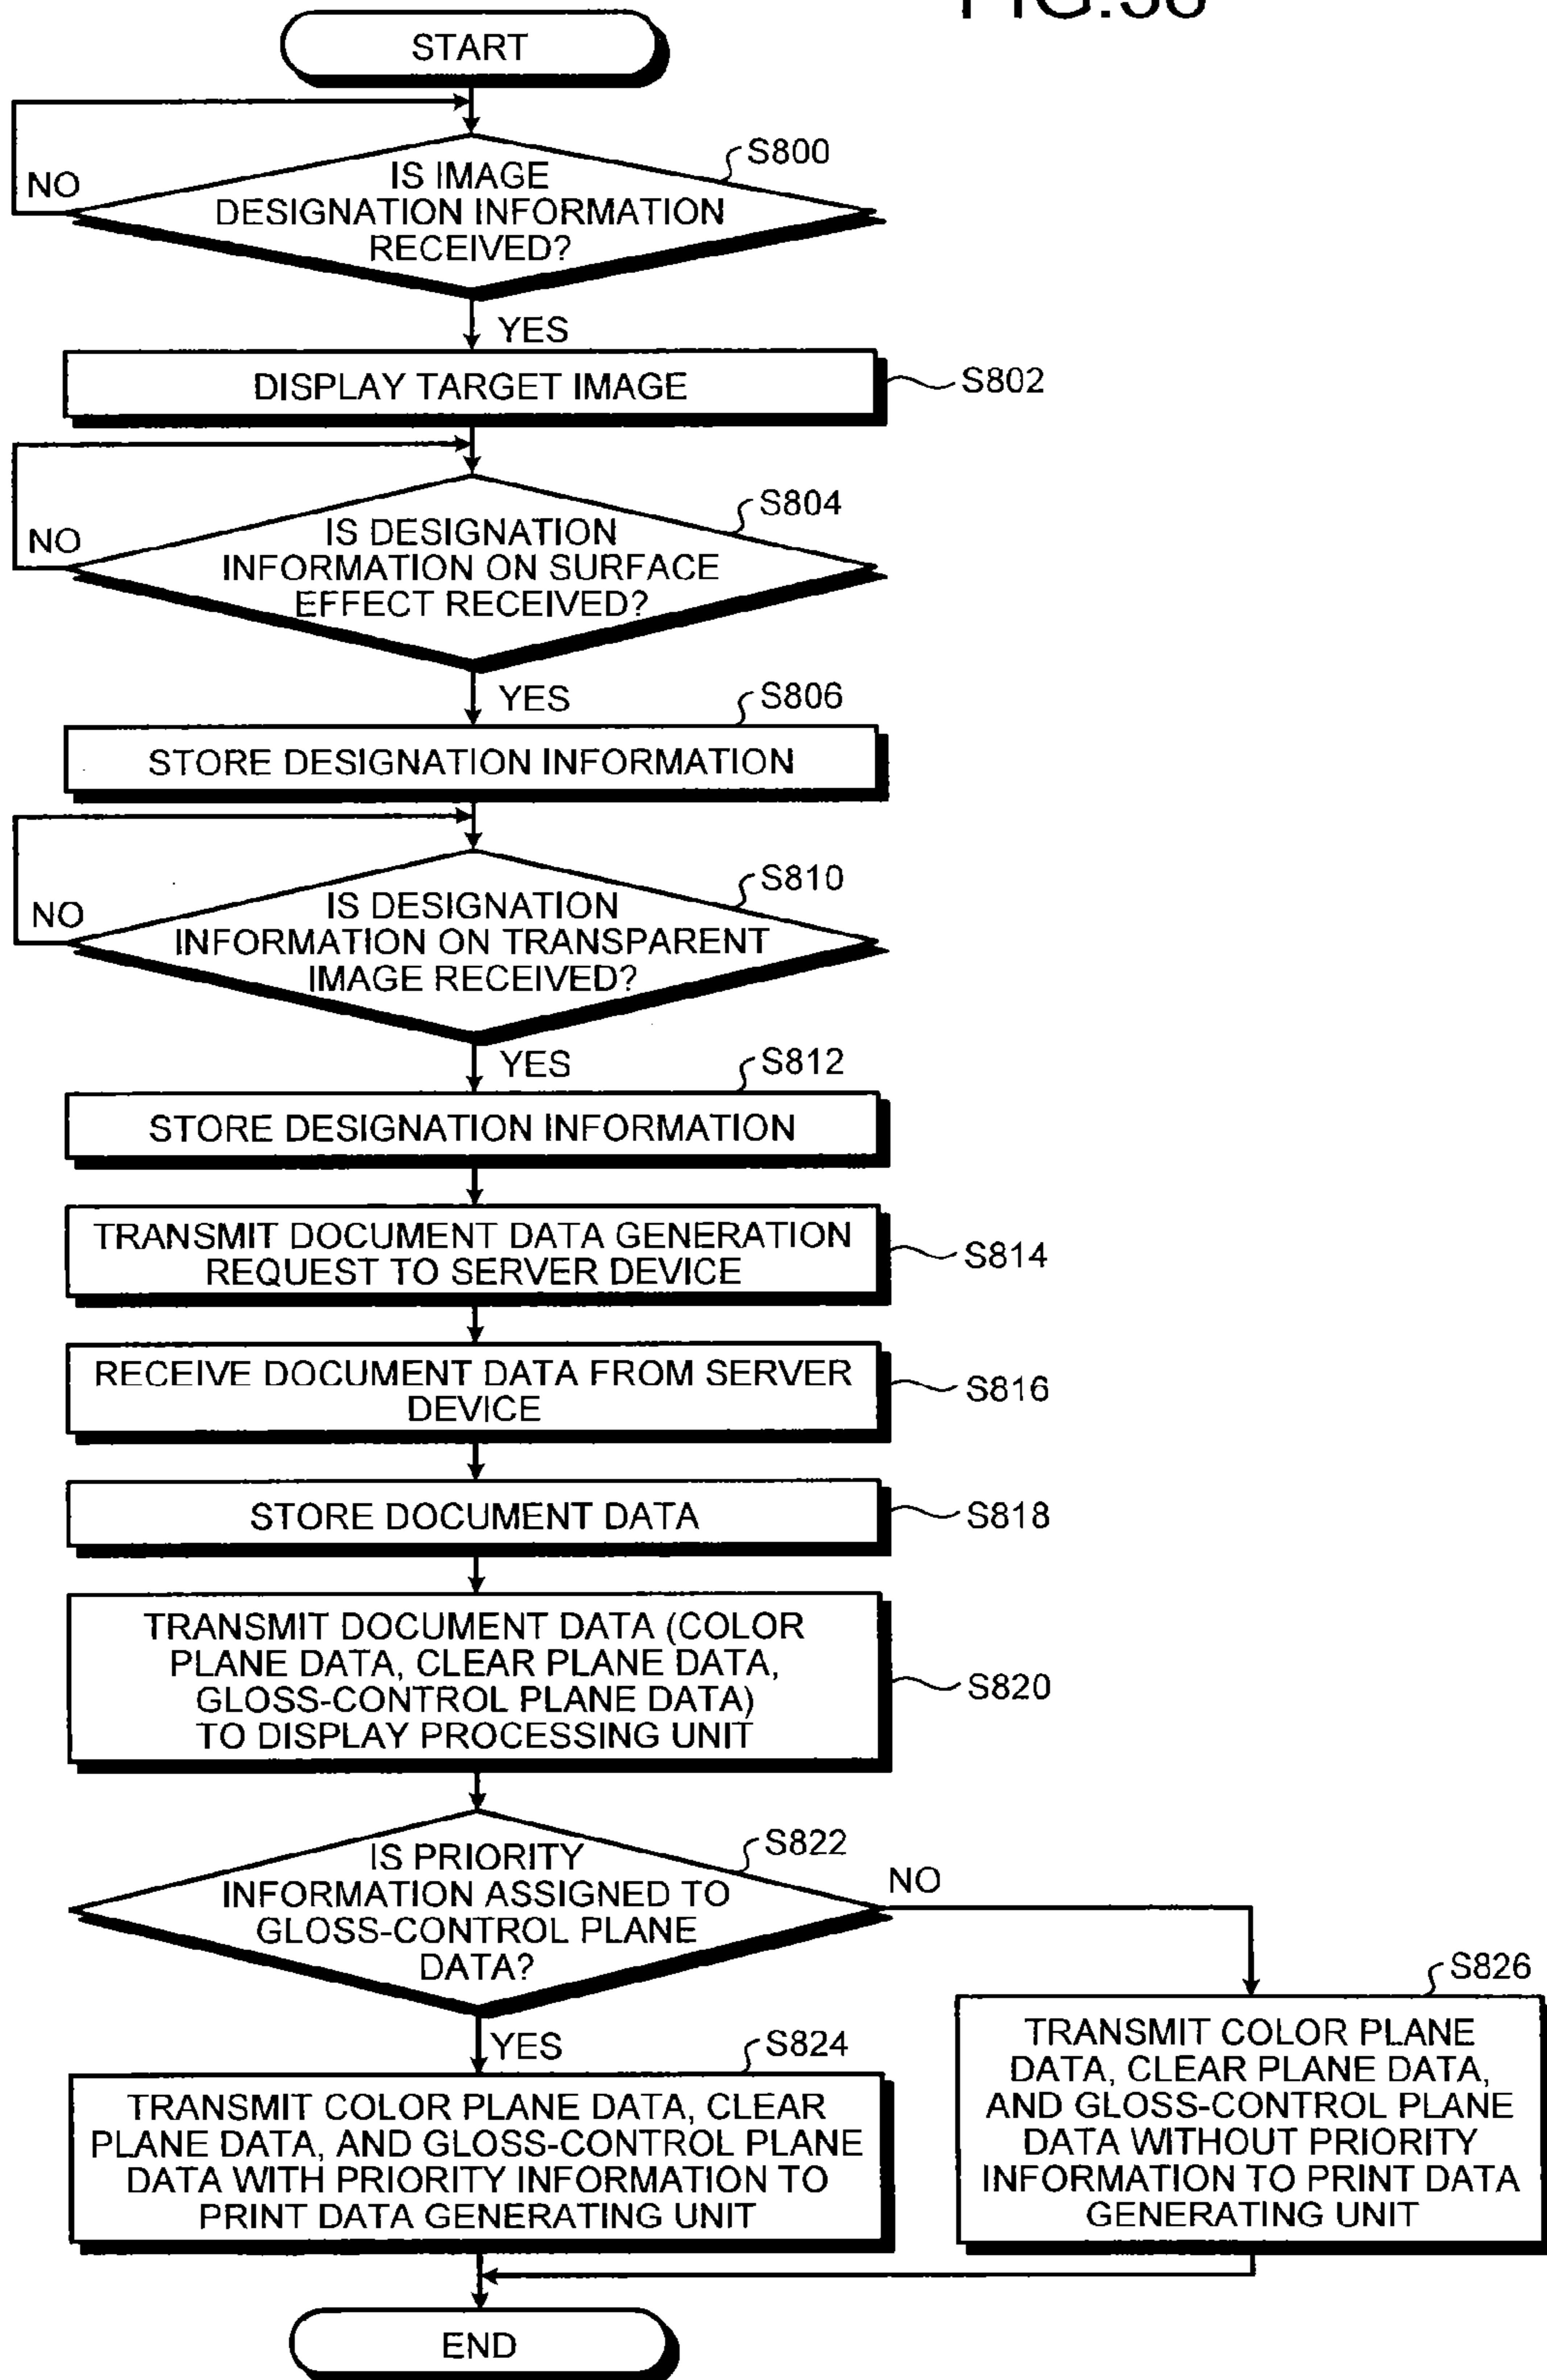 START
NO
S800
IS IMAGE
DESIGNATION INFORMATION
RECEIVED?
YES
DISPLAY TARGET IMAGE
S802
NO
S804
IS DESIGNATION
INFORMATION ON SURFACE
EFFECT RECEIVED?
YES
S806
STORE DESIGNATION INFORMATION
NO
S810
IS DESIGNATION
INFORMATION ON TRANSPARENT
IMAGE RECEIVED?
YES
S812
STORE DESIGNATION INFORMATION
TRANSMIT DOCUMENT DATA GENERATION
REQUEST TO SERVER DEVICE
S814
RECEIVE DOCUMENT DATA FROM SERVER
DEVICE
S816
STORE DOCUMENT DATA
S818
TRANSMIT DOCUMENT DATA (COLOR
PLANE DATA, CLEAR PLANE DATA,
GLOSS-CONTROL PLANE DATA)
TO DISPLAY PROCESSING UNIT
S820
S822
IS PRIORITY
INFORMATION ASSIGNED TO
GLOSS-CONTROL PLANE
DATA?
NO
YES
S824
TRANSMIT COLOR PLANE DATA, CLEAR
PLANE DATA, AND GLOSS-CONTROL PLANE
DATA WITH PRIORITY INFORMATION TO
PRINT DATA GENERATING UNIT
S826
TRANSMIT COLOR PLANE
DATA, CLEAR PLANE DATA,
AND GLOSS-CONTROL PLANE
DATA WITHOUT PRIORITY
INFORMATION TO PRINT DATA
GENERATING UNIT
END